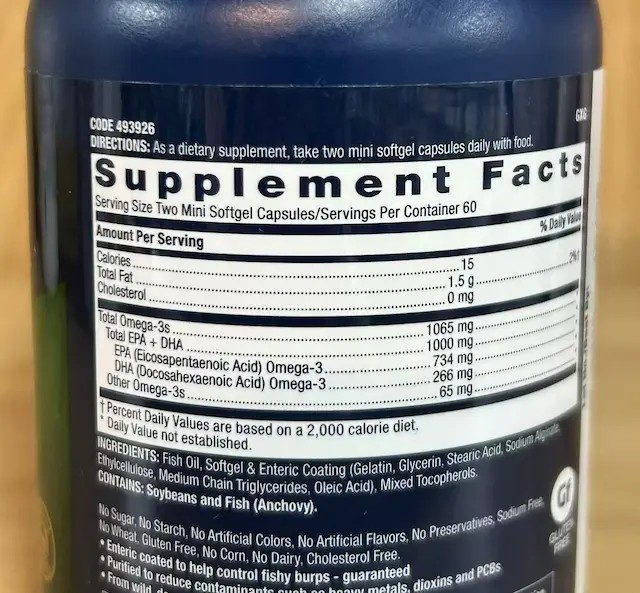 CODE 493926
GXG
DIRECTIONS: As a dietary supplement, take two mini softgel capsules daily with food.
Supplement Facts
Serving Size Two Mini Softgel Capsules/Servings Per Container 60
Amount Per Serving % Daily Value
Calories 15
Total Fat 1.5 g 2%†
Cholesterol 0 mg
Total Omega-3s 1065 mg
Total EPA + DHA 1000 mg
EPA (Eicosapentaenoic Acid) Omega-3 734 mg
DHA (Docosahexaenoic Acid) Omega-3 266 mg
Other Omega-3s 65 mg
† Percent Daily Values are based on a 2,000 calorie diet.
* Daily Value not established.
INGREDIENTS: Fish Oil, Softgel & Enteric Coating (Gelatin, Glycerin, Stearic Acid, Sodium Alginate,
Ethylcellulose, Medium Chain Triglycerides, Oleic Acid), Mixed Tocopherols.
CONTAINS: Soybeans and Fish (Anchovy).
Gf
GLUTEN
FREE
No Sugar, No Starch, No Artificial Colors, No Artificial Flavors, No Preservatives, Sodium Free,
No Wheat, Gluten Free, No Corn, No Dairy, Cholesterol Free.
• Enteric coated to help control fishy burps - guaranteed
• Purified to reduce contaminants such as heavy metals, dioxins and PCBs
• From wild